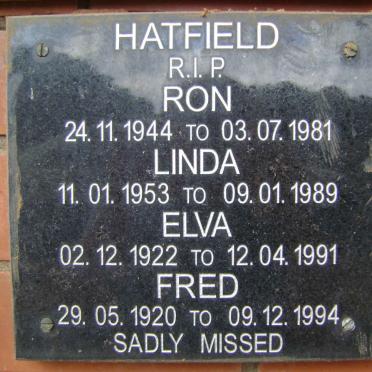 HATFIELD
R.I.P.
RON
24.11.1944 TO 03.07.1981
LINDA
11.01.1953 TO 09.01.1989
ELVA
02.12.1922 TO 12.04.1991
FRED
29.05.1920 TO 09.12.1994
SADLY MISSED